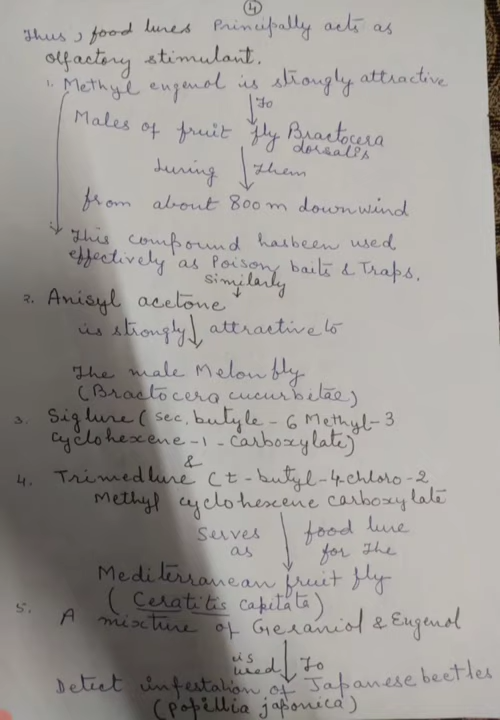 4
Thus, food lures Principally acts as
olfactory stimulant.
1. Methyl eugenol is strongly attractive
To
Males of fruit fly Bractocera
dorsalis
luring Them
from about 800 m downwind
This compound hasbeen used
effectively as Poison baits & Traps.
Similarly
2. Anisyl acetone
is strongly attractive to
The male Melon fly
(Bractocera cucurbitae)
3. Siglure (sec. butyle - 6 Methyl-3
cyclohexene-1-carboxylate)
&
4. Trimedlure (t-butyl-4-chloro-2
Methyl cyclohexene carboxylate
Serves food lure
as for The
Mediterranean fruit fly
(Ceratitis capitata)
5. A mixture of Geraniol & Eugenol
is
used To
Detect infestation of Japanese beetles
(Popillia japonica)